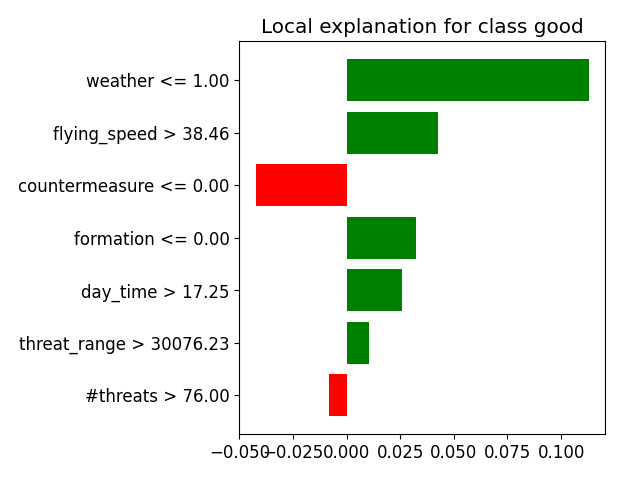 Local explanation for class good
weather <= 1.00
flying_speed > 38.46
countermeasure <= 0.00
formation <= 0.00
day_time > 17.25
threat_range > 30076.23
#threats > 76.00
−0.050 −0.025 0.000 0.025 0.050 0.075 0.100